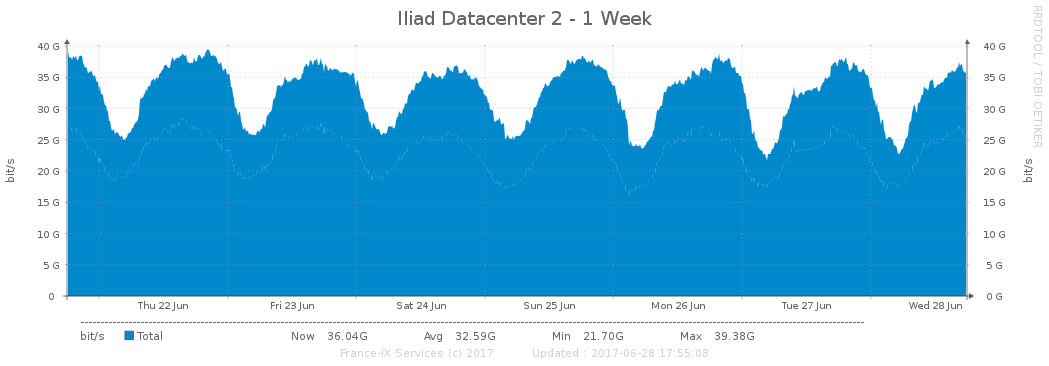 Iliad Datacenter 2 - 1 Week
RRDTOOL / TOBI OETIKER
40 G 40 G
35 G 35 G
30 G 30 G
25 G 25 G
20 G 20 G
15 G 15 G
10 G 10 G
5 G 5 G
0 0 G
bit/s bit/s
Thu 22 Jun Fri 23 Jun Sat 24 Jun Sun 25 Jun Mon 26 Jun Tue 27 Jun Wed 28 Jun
bit/s Total Now 36.04G Avg 32.59G Min 21.70G Max 39.38G
France-IX Services (c) 2017 Updated : 2017-06-28 17:55:08